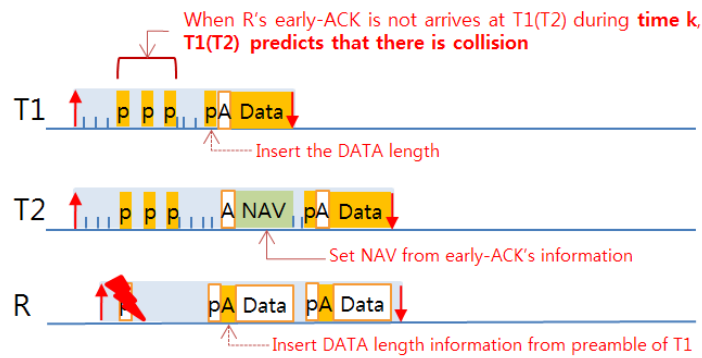 When R's early-ACK is not arrives at T1(T2) during time k,
T1(T2) predicts that there is collision
T1
p p p pA Data
Insert the DATA length
T2
p p p A NAV pA Data
Set NAV from early-ACK's information
R
p pA Data pA Data
Insert DATA length information from preamble of T1